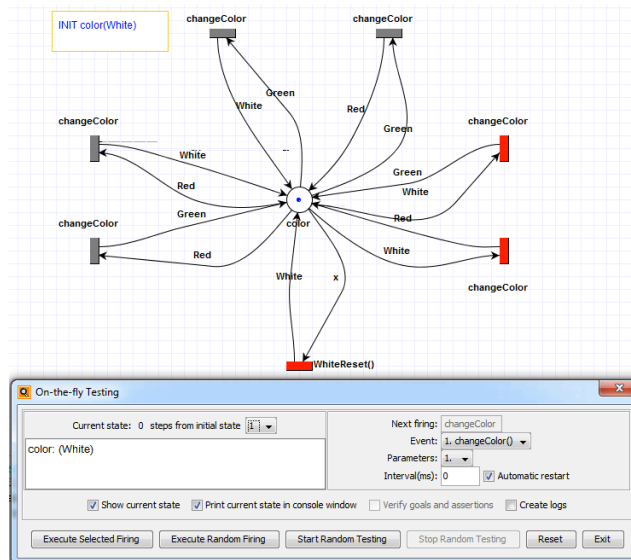 INIT color(White)
changeColor
changeColor
Green
White
Red
Green
changeColor
changeColor
White
Green
Red
White
Green
Red
color
Red
White
White
x
changeColor
WhiteReset()
On-the-fly Testing
x
Current state: 0 steps from initial state 1
color: (White)
Next firing: changeColor
Event: 1. changeColor()
Parameters: 1.
Interval(ms): 0 Automatic restart
Show current state Print current state in console window Verify goals and assertions Create logs
Execute Selected Firing Execute Random Firing Start Random Testing Stop Random Testing Reset Exit